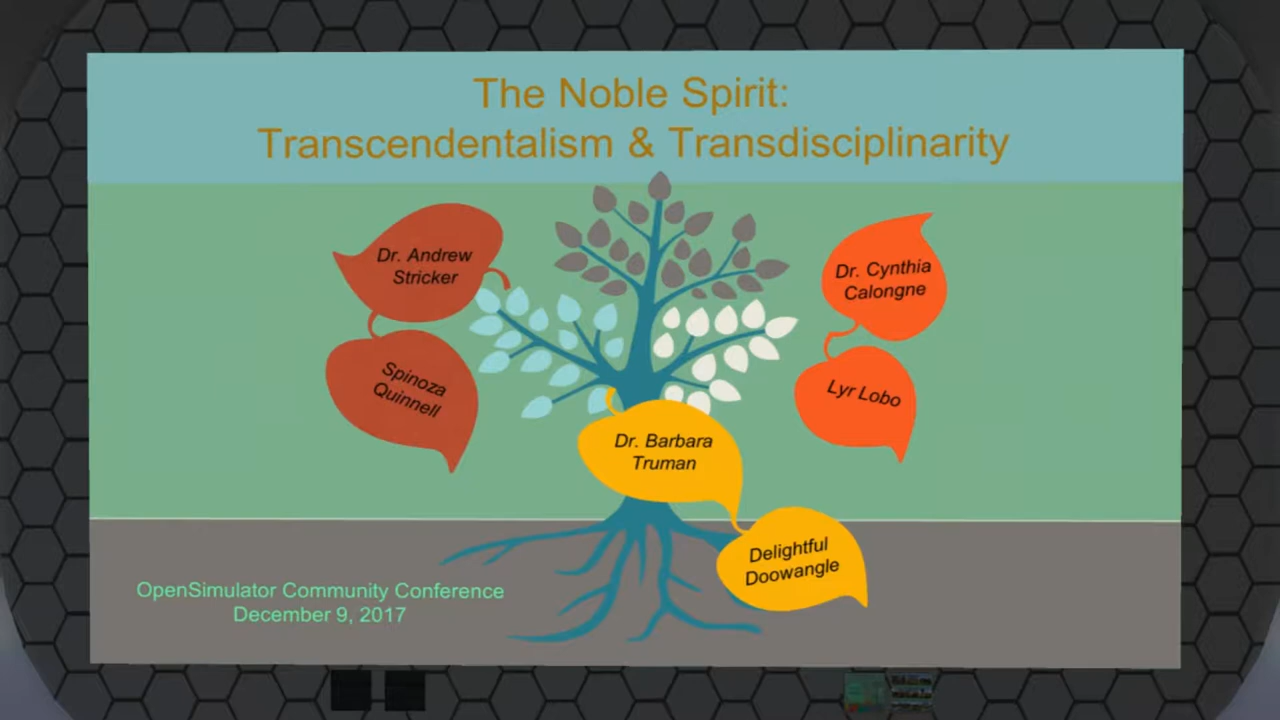 The Noble Spirit:
Transcendentalism & Transdisciplinarity
Dr. Andrew
Stricker
Spinoza
Quinnell
Dr. Cynthia
Calongne
Lyr Lobo
Dr. Barbara
Truman
Delightful
Doowangle
OpenSimulator Community Conference
December 9, 2017